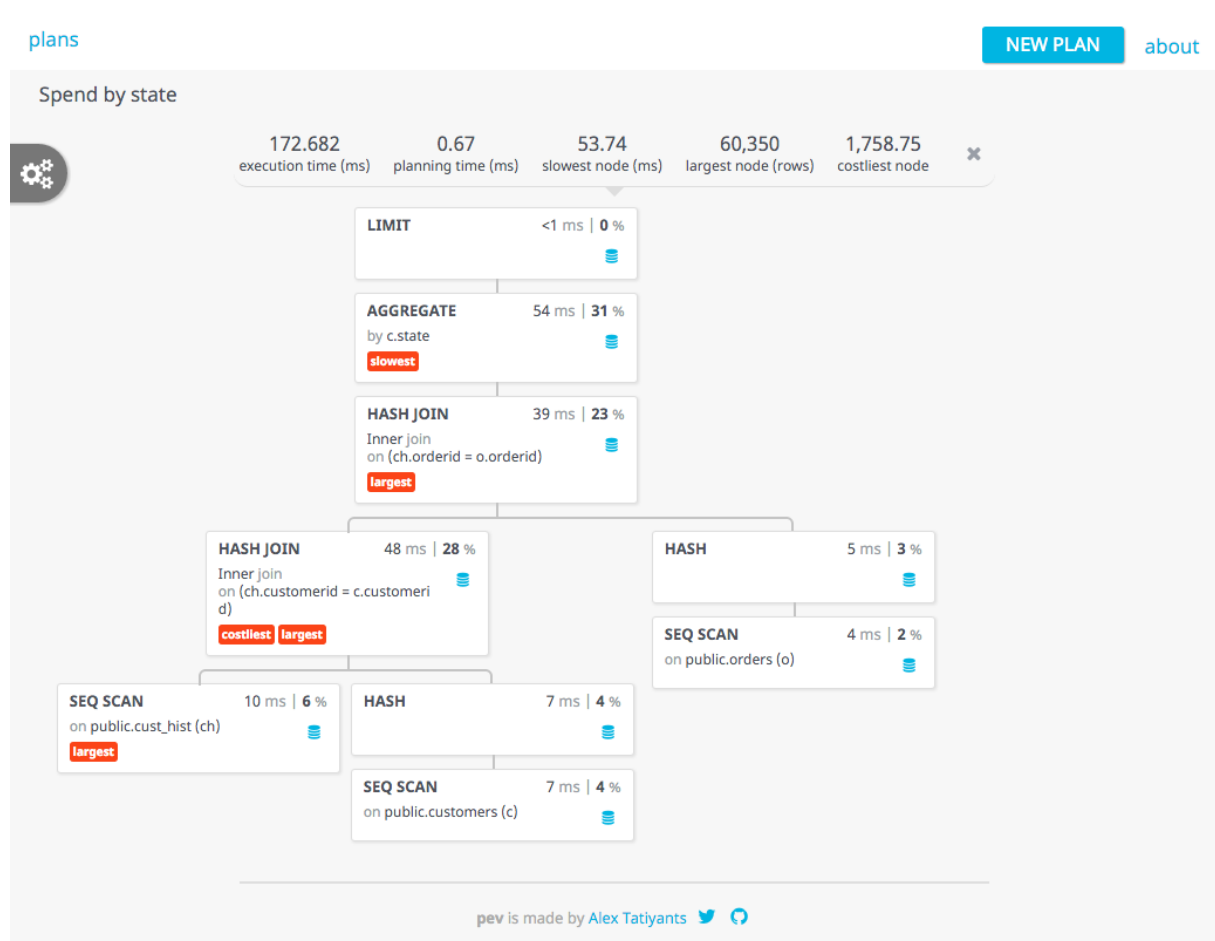 plans
NEW PLAN
about
Spend by state
172.682
execution time (ms)
0.67
planning time (ms)
53.74
slowest node (ms)
60,350
largest node (rows)
1,758.75
costliest node
LIMIT
<1 ms | 0 %
AGGREGATE
54 ms | 31 %
by c.state
slowest
HASH JOIN
39 ms | 23 %
Inner join
on (ch.orderid = o.orderid)
largest
HASH JOIN
48 ms | 28 %
Inner join
on (ch.customerid = c.customeri
d)
costliest largest
HASH
5 ms | 3 %
SEQ SCAN
4 ms | 2 %
on public.orders (o)
SEQ SCAN
10 ms | 6 %
on public.cust_hist (ch)
largest
HASH
7 ms | 4 %
SEQ SCAN
7 ms | 4 %
on public.customers (c)
pev is made by Alex Tatiyants